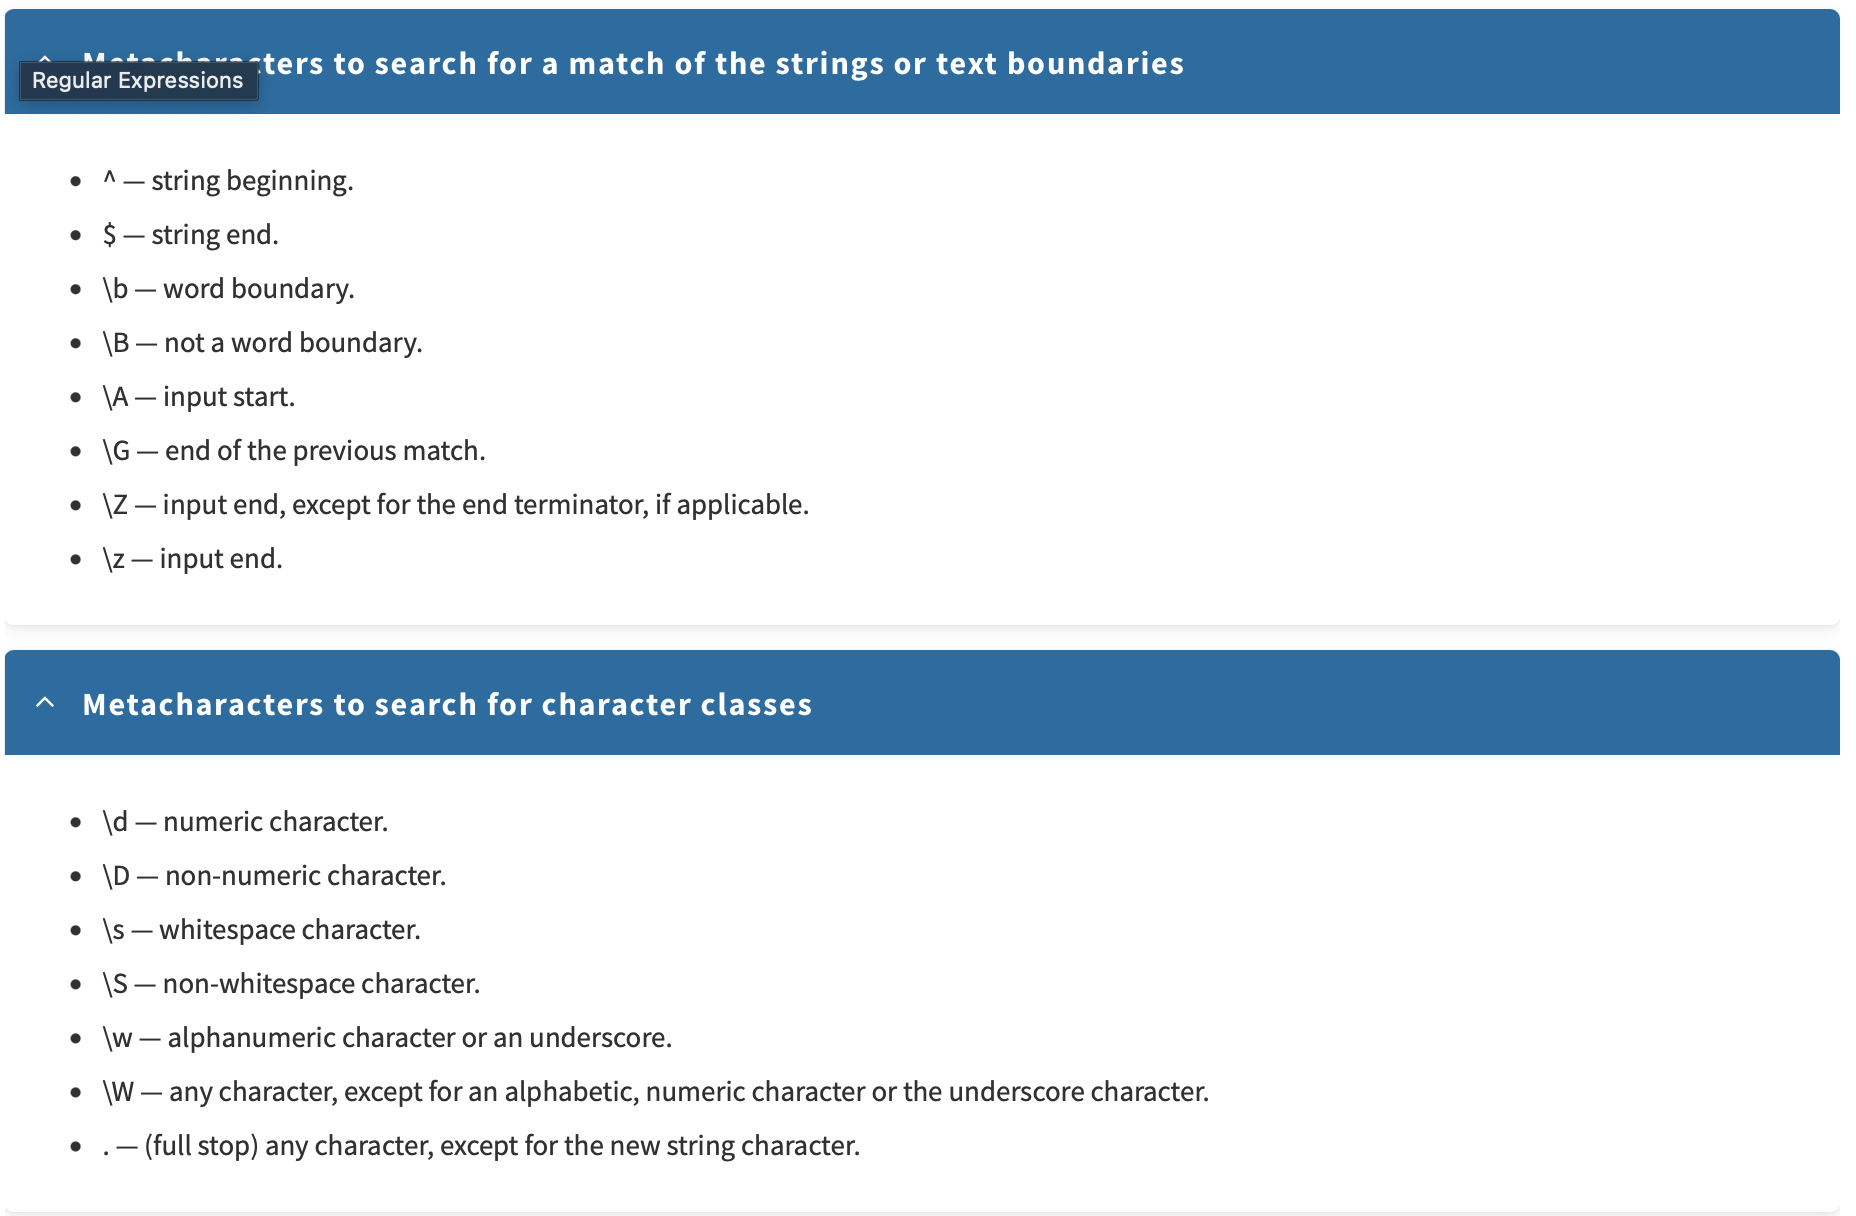 Metacharacters to search for a match of the strings or text boundaries
Regular Expressions
• ^ — string beginning.
• $ — string end.
• \b — word boundary.
• \B — not a word boundary.
• \A — input start.
• \G — end of the previous match.
• \Z — input end, except for the end terminator, if applicable.
• \z — input end.
Metacharacters to search for character classes
• \d — numeric character.
• \D — non-numeric character.
• \s — whitespace character.
• \S — non-whitespace character.
• \w — alphanumeric character or an underscore.
• \W — any character, except for an alphabetic, numeric character or the underscore character.
• . — (full stop) any character, except for the new string character.